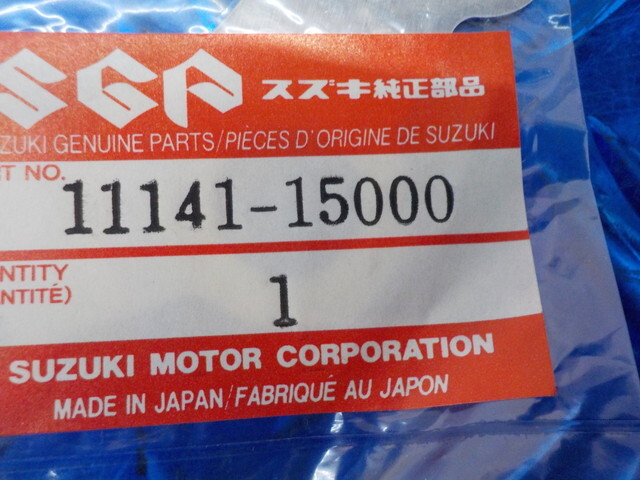 SGP スズキ純正部品
ZUKI GENUINE PARTS/PIÈCES D'ORIGINE DE SUZUKI
T NO.
11141-15000
NTITY
NTITÉ)
1
SUZUKI MOTOR CORPORATION
MADE IN JAPAN/FABRIQUÉ AU JAPON